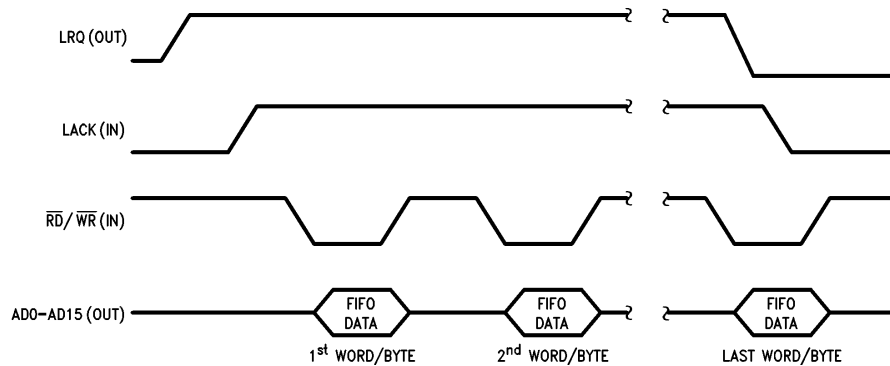 LRQ (OUT)
LACK (IN)
RD/ WR (IN)
AD0–AD15 (OUT)
FIFO DATA
FIFO DATA
FIFO DATA
1st WORD/BYTE
2nd WORD/BYTE
LAST WORD/BYTE